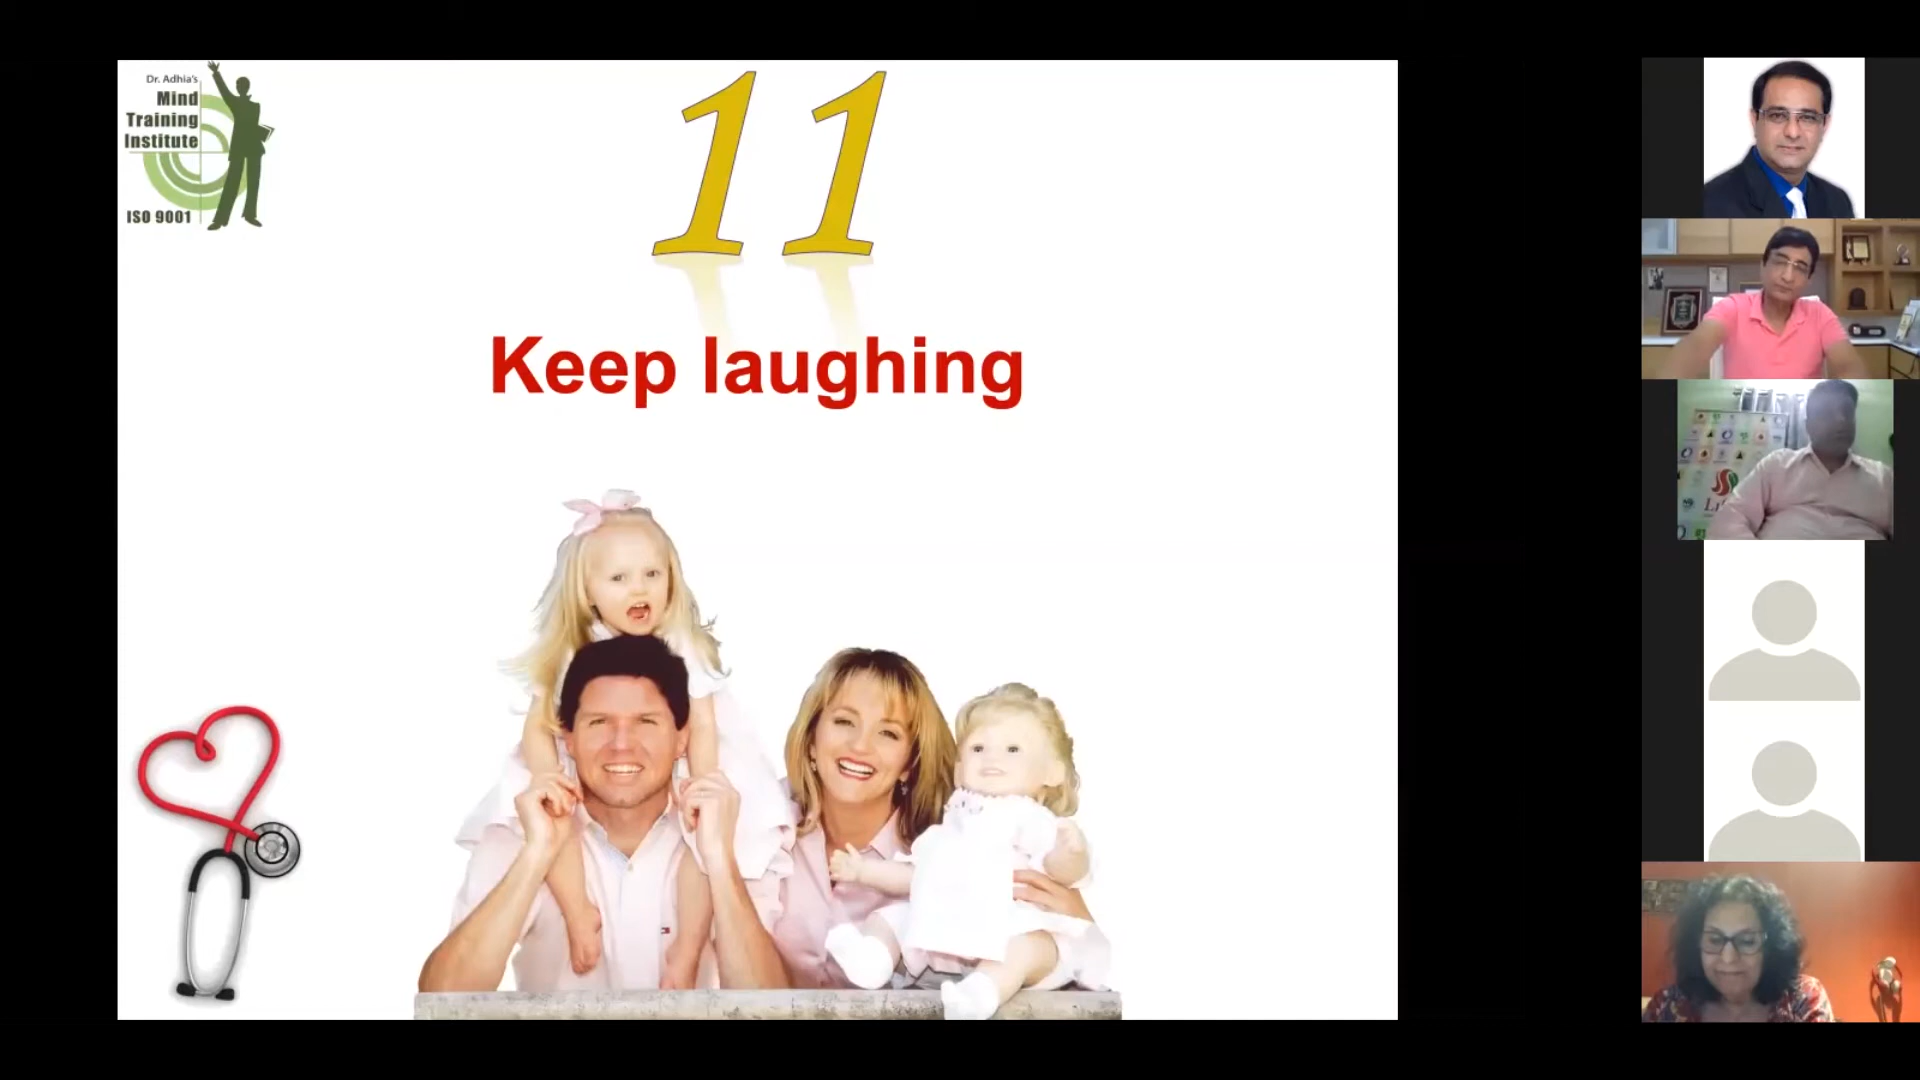 Dr. Adhia's
Mind
Training
Institute
ISO 9001
11
Keep laughing